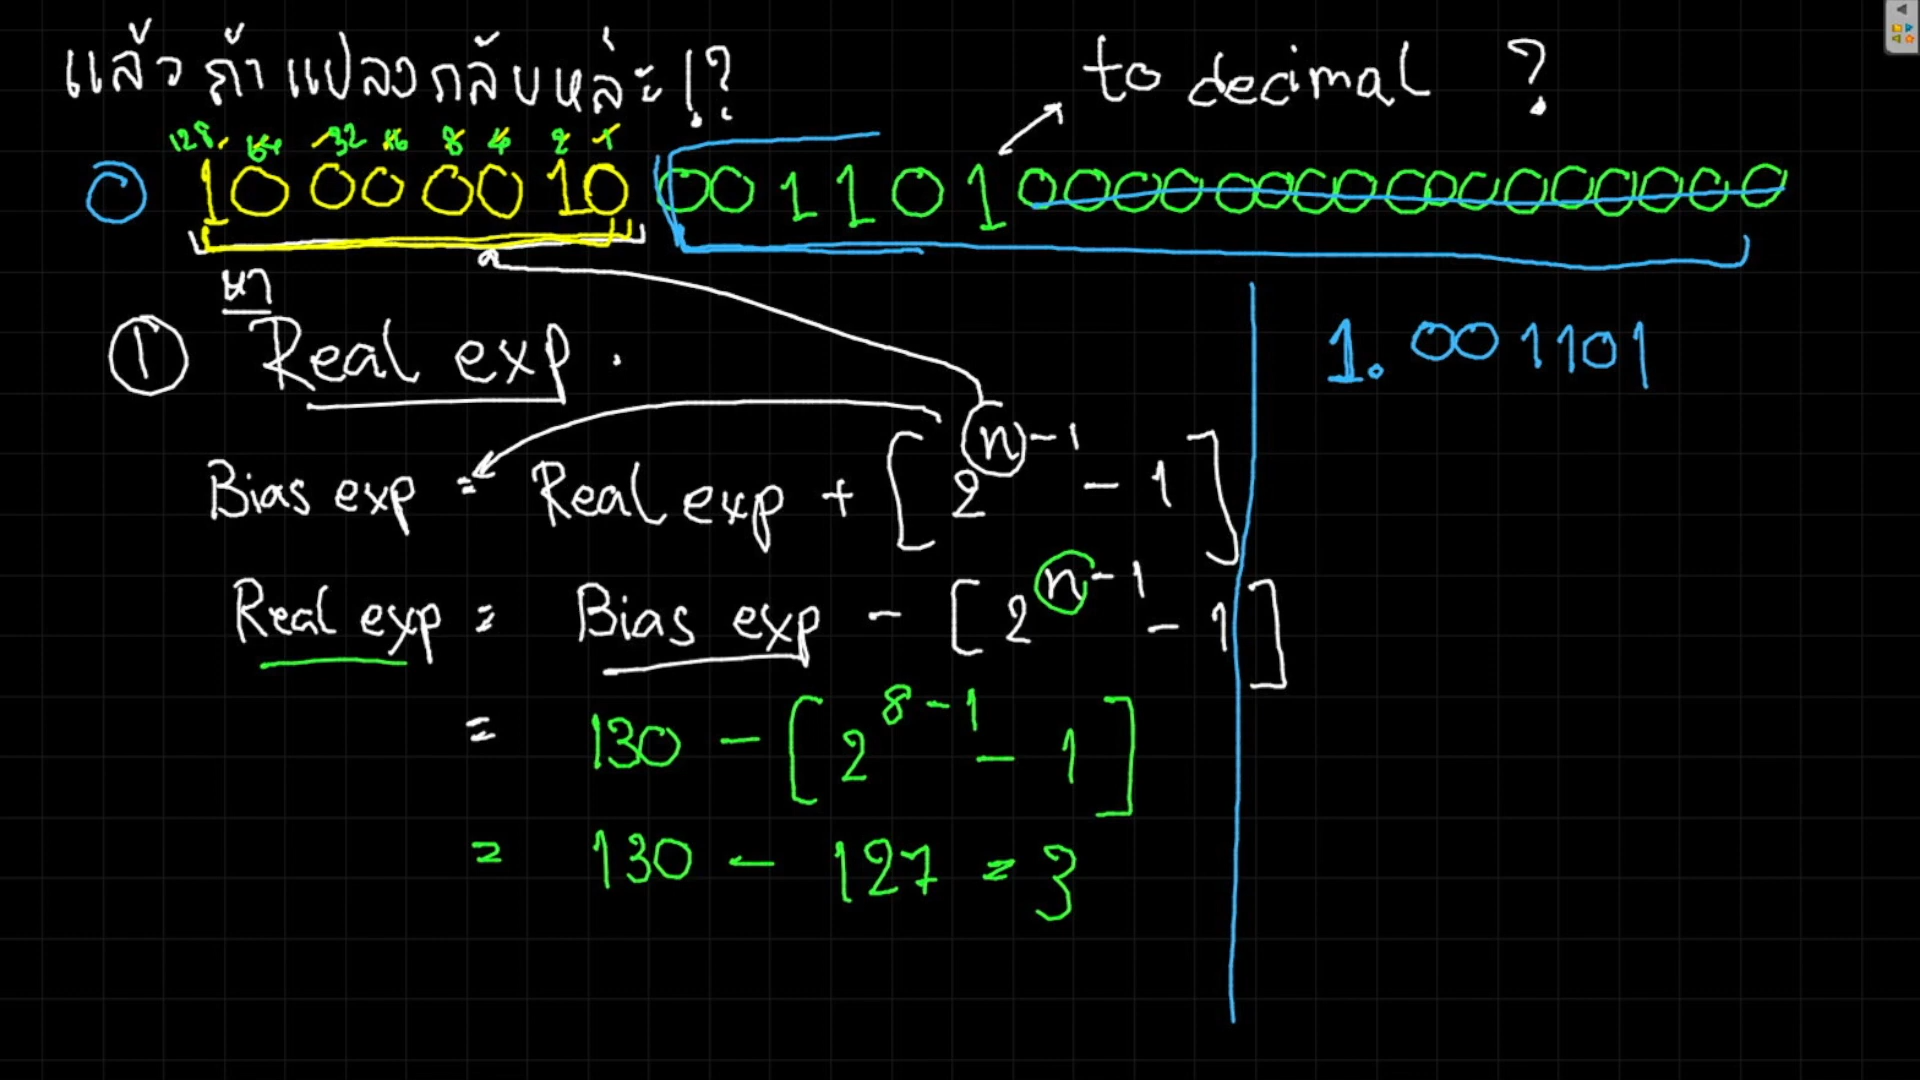 แล้วถ้าแปลงกลับหล่ะ!? to decimal ?
128 64 32 16 8 4 2 1
0 10000010 00110100000000000000000
หา
① Real exp.
Bias exp = Real exp + [2^n-1 - 1]
Real exp = Bias exp - [2^n-1 - 1]
= 130 - [2^8-1 - 1]
= 130 - 127 = 3
1.001101